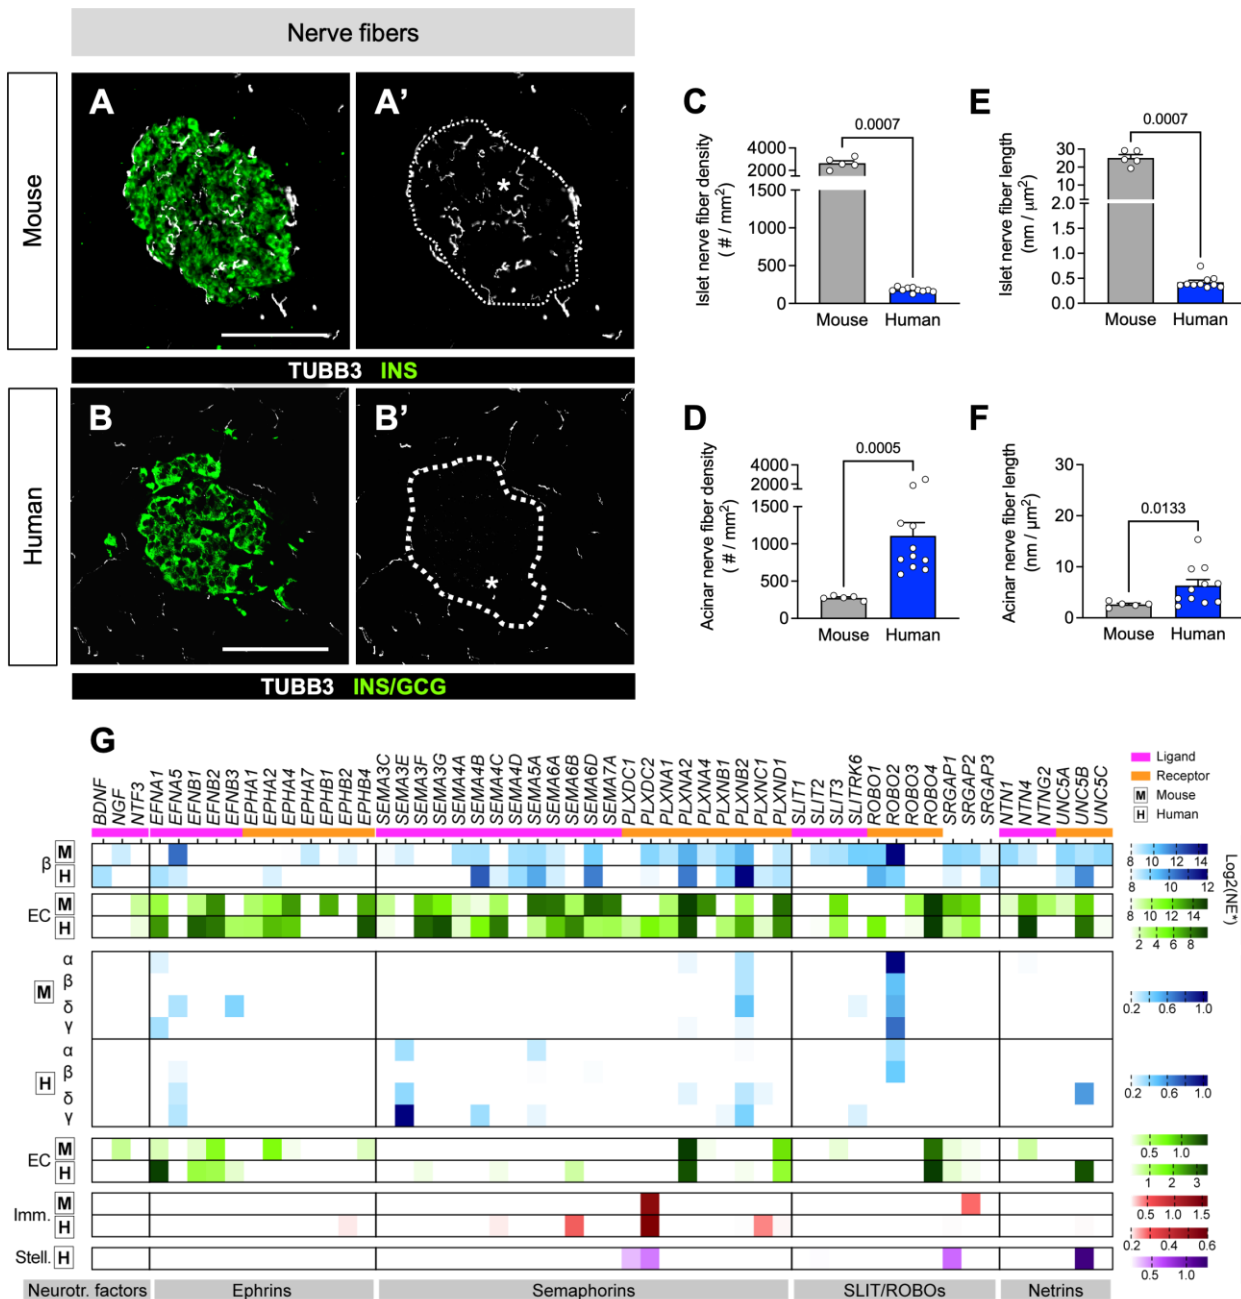 Nerve fibers
Mouse
A
A'
TUBB3 INS
Human
B
B'
TUBB3 INS/GCG
C
Islet nerve fiber density
( # / mm²)
4000
2000
1500
1000
500
0
0.0007
Mouse Human
E
Islet nerve fiber length
(nm / μm²)
30
20
10
2.0
1.5
1.0
0.5
0.0
0.0007
Mouse Human
D
Acinar nerve fiber density
( # / mm²)
4000
2000
1500
1000
500
0
0.0005
Mouse Human
F
Acinar nerve fiber length
(nm / μm²)
30
20
10
5
0
0.0133
Mouse Human
G
BDNF NGF NTF3 EFNA1 EFNA5 EFNB1 EFNB2 EFNB3 EPHA1 EPHA2 EPHA4 EPHA7 EPHB1 EPHB2 EPHB4 SEMA3C SEMA3E SEMA3F SEMA3G SEMA4A SEMA4B SEMA4C SEMA4D SEMA5A SEMA6A SEMA6B SEMA6D SEMA7A PLXDC1 PLXDC2 PLXNA2 PLXNA4 PLXNB1 PLXNB2 PLXNC1 PLXND1 SLIT1 SLIT2 SLIT3 SLITRK6 ROBO1 ROBO2 ROBO3 ROBO4 SRGAP1 SRGAP2 SRGAP3 NTN1 NTN4 NTNG2 UNC5A UNC5B UNC5C
Ligand
Receptor
M Mouse
H Human
β M
H
8 10 12 14
8 10 12
EC M
H
8 10 12 14
2 4 6 8
Log2(NE*)
M
α
β
δ
γ
0.2 0.6 1.0
H
α
β
δ
γ
0.2 0.6 1.0
EC M
H
0.5 1.0
1 2 3
Imm. M
H
0.5 1.0 1.5
0.2 0.4 0.6
Stell. H
0.5 1.0
Neurotr. factors Ephrins Semaphorins SLIT/ROBOs Netrins